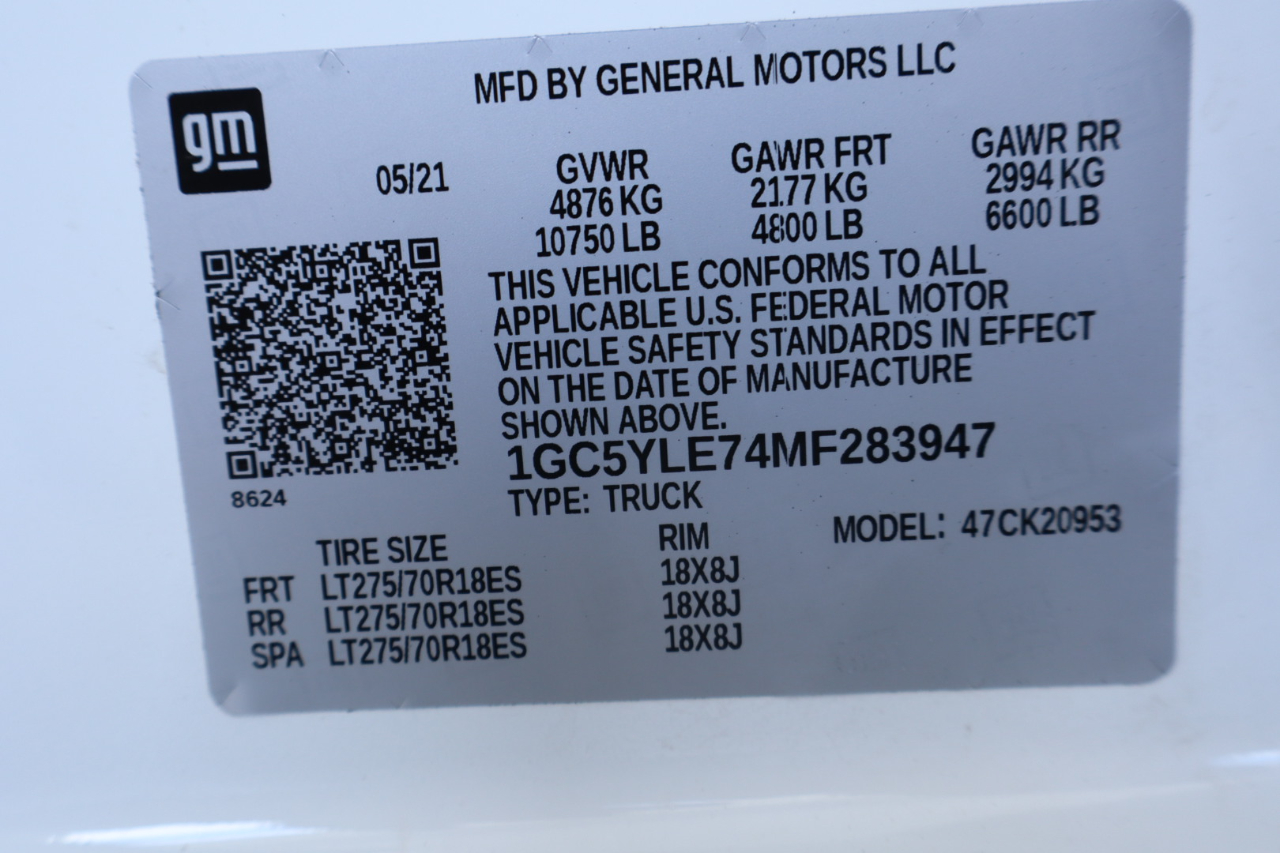 gm
MFD BY GENERAL MOTORS LLC
05/21
GVWR
4876 KG
10750 LB
GAWR FRT
2177 KG
4800 LB
GAWR RR
2994 KG
6600 LB
THIS VEHICLE CONFORMS TO ALL
APPLICABLE U.S. FEDERAL MOTOR
VEHICLE SAFETY STANDARDS IN EFFECT
ON THE DATE OF MANUFACTURE
SHOWN ABOVE.
1GC5YLE74MF283947
8624
TYPE: TRUCK
MODEL: 47CK20953
TIRE SIZE RIM
FRT LT275/70R18ES 18X8J
RR LT275/70R18ES 18X8J
SPA LT275/70R18ES 18X8J